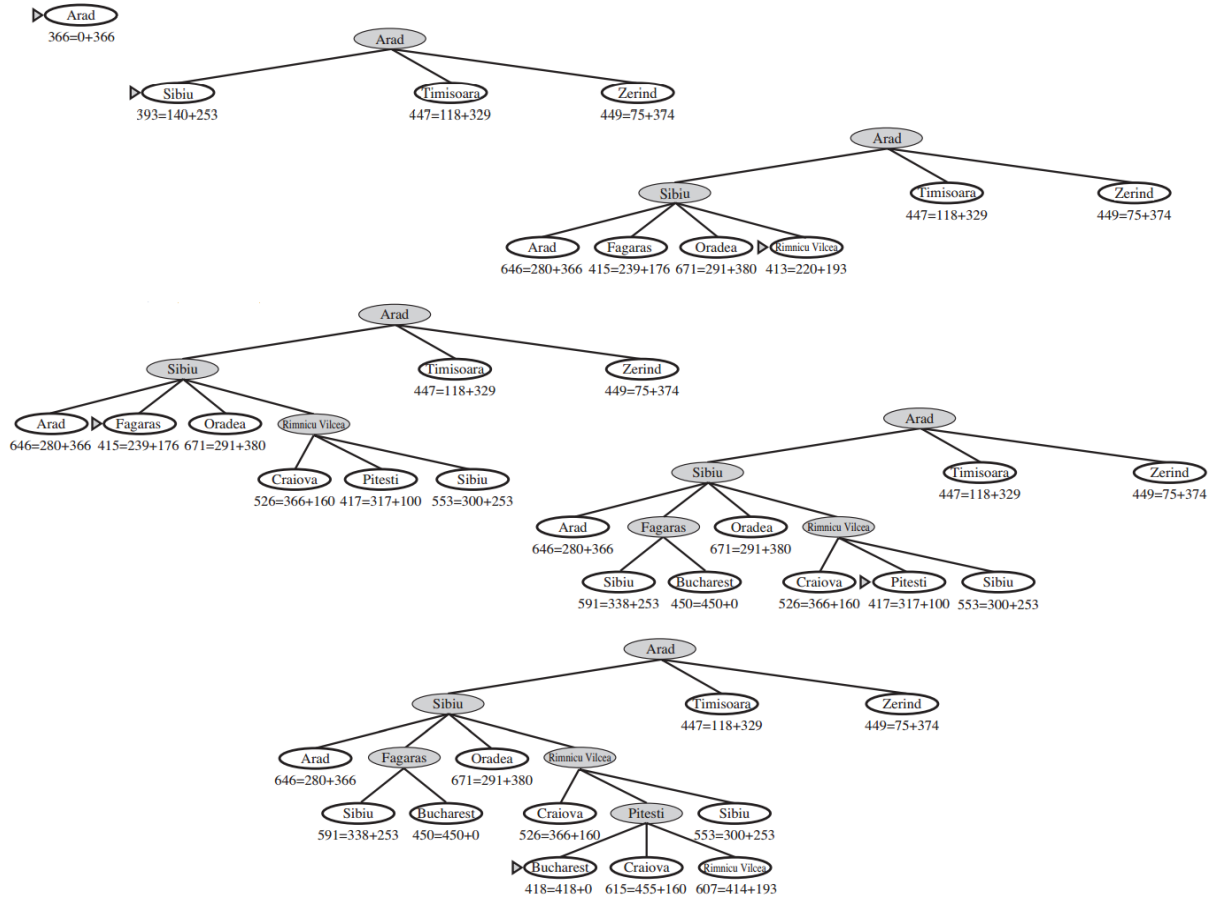 Arad
366=0+366
Arad
Sibiu Timisoara Zerind
393=140+253 447=118+329 449=75+374
Arad
Sibiu Timisoara Zerind
447=118+329 449=75+374
Arad Fagaras Oradea Rimnicu Vilcea
646=280+366 415=239+176 671=291+380 413=220+193
Arad
Sibiu Timisoara Zerind
447=118+329 449=75+374
Arad Fagaras Oradea Rimnicu Vilcea
646=280+366 415=239+176 671=291+380
Craiova Pitesti Sibiu
526=366+160 417=317+100 553=300+253
Arad
Sibiu Timisoara Zerind
447=118+329 449=75+374
Arad Fagaras Oradea Rimnicu Vilcea
646=280+366 671=291+380
Sibiu Bucharest Craiova Pitesti Sibiu
591=338+253 450=450+0 526=366+160 417=317+100 553=300+253
Arad
Sibiu Timisoara Zerind
447=118+329 449=75+374
Arad Fagaras Oradea Rimnicu Vilcea
646=280+366 671=291+380
Sibiu Bucharest Craiova Pitesti Sibiu
591=338+253 450=450+0 526=366+160 553=300+253
Bucharest Craiova Rimnicu Vilcea
418=418+0 615=455+160 607=414+193